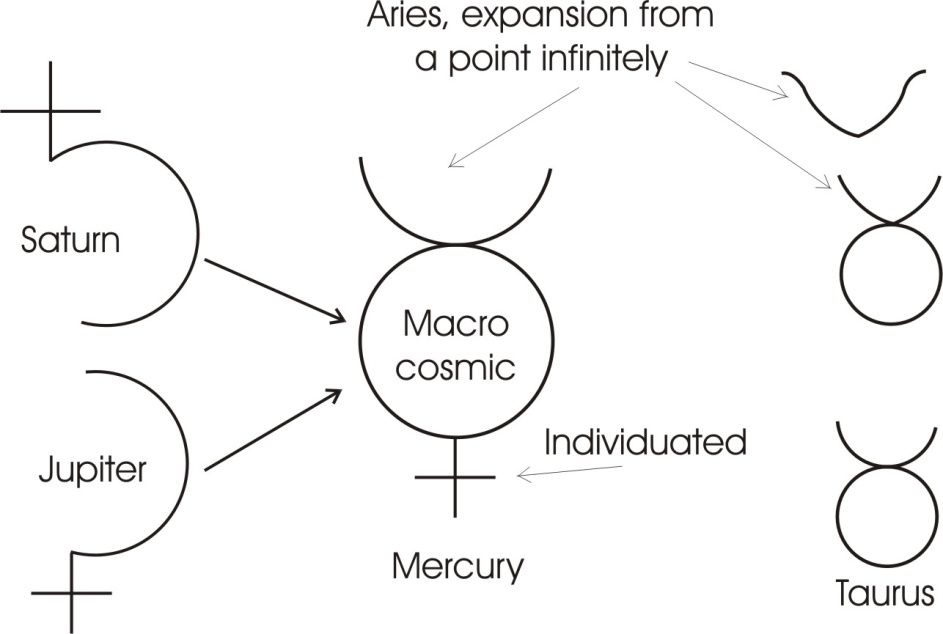 Aries, expansion from
a point infinitely
Saturn
Macro
cosmic
Jupiter
Individuated
Mercury
Taurus